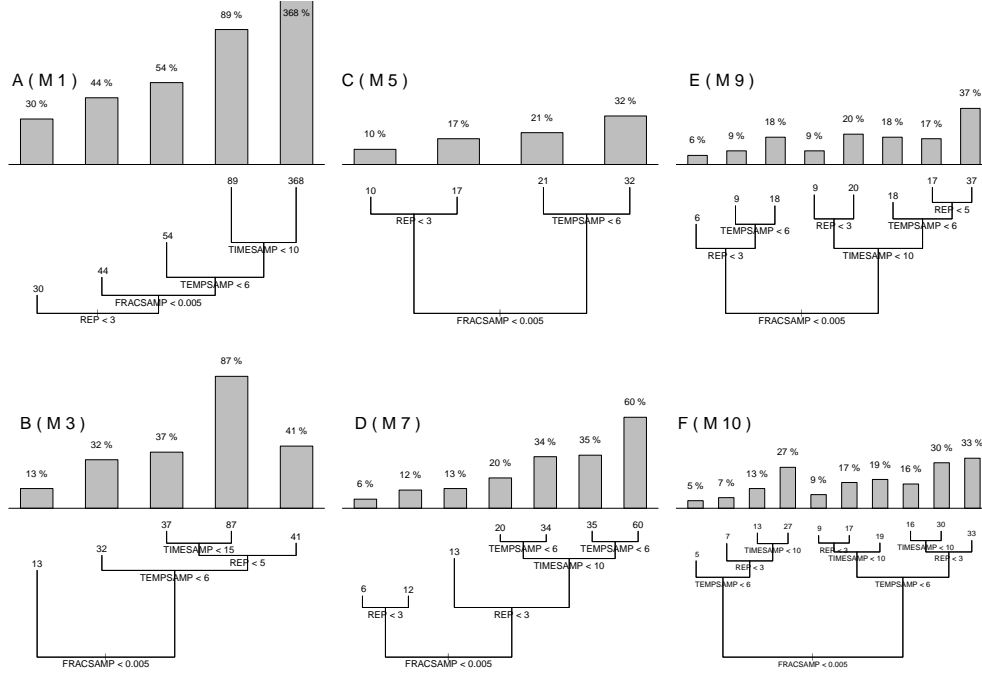 A ( M 1 )
30 %
44 %
54 %
89 %
368 %
89
368
TIMESAMP < 10
54
TEMPSAMP < 6
44
FRACSAMP < 0.005
30
REP < 3
C ( M 5 )
10 %
17 %
21 %
32 %
10
17
REP < 3
21
32
TEMPSAMP < 6
FRACSAMP < 0.005
E ( M 9 )
6 %
9 %
18 %
9 %
20 %
18 %
17 %
37 %
17
37
REP < 5
9
18
TEMPSAMP < 6
9
20
REP < 3
18
TEMPSAMP < 6
6
REP < 3
TIMESAMP < 10
FRACSAMP < 0.005
B ( M 3 )
13 %
32 %
37 %
87 %
41 %
37
87
TIMESAMP < 15
41
REP < 5
32
TEMPSAMP < 6
13
FRACSAMP < 0.005
D ( M 7 )
6 %
12 %
13 %
20 %
34 %
35 %
60 %
20
34
TEMPSAMP < 6
35
60
TEMPSAMP < 6
13
TIMESAMP < 10
6
12
REP < 3
REP < 3
FRACSAMP < 0.005
F ( M 10 )
5 %
7 %
13 %
27 %
9 %
17 %
19 %
16 %
30 %
33 %
13
27
TIMESAMP < 10
9
17
REP < 3
16
30
TIMESAMP < 10
7
REP < 3
19
TIMESAMP < 10
33
REP < 3
5
TEMPSAMP < 6
TEMPSAMP < 6
FRACSAMP < 0.005